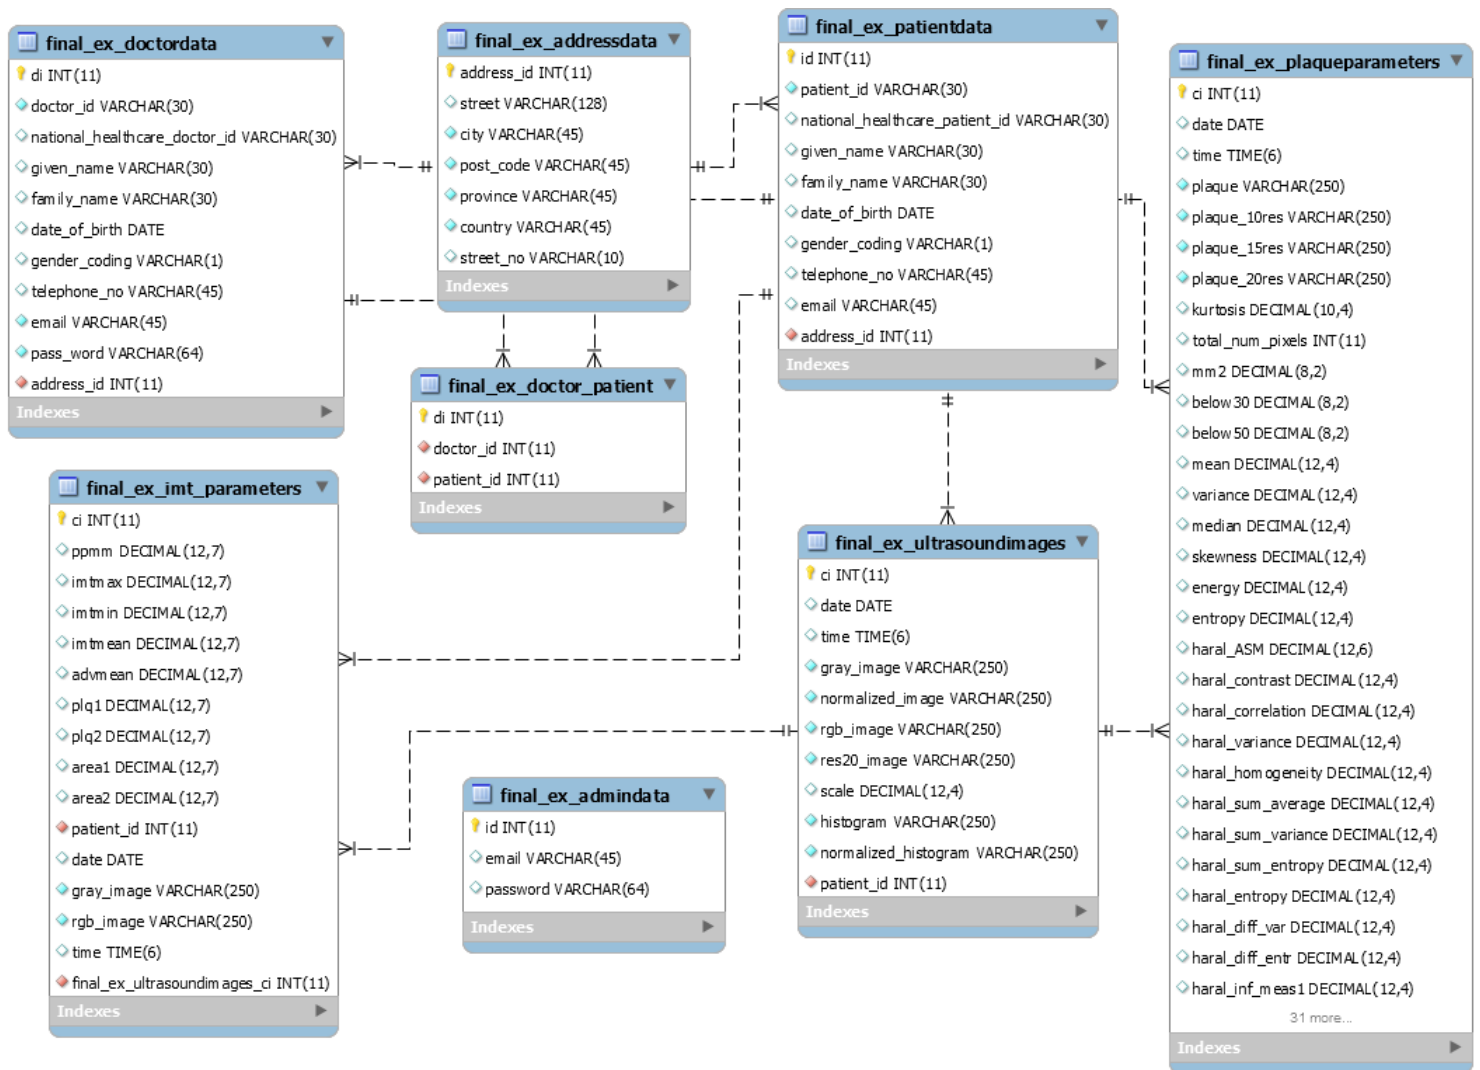 final_ex_doctordata
di INT(11)
doctor_id VARCHAR(30)
national_healthcare_doctor_id VARCHAR(30)
given_name VARCHAR(30)
family_name VARCHAR(30)
date_of_birth DATE
gender_coding VARCHAR(1)
telephone_no VARCHAR(45)
email VARCHAR(45)
pass_word VARCHAR(64)
address_id INT(11)
Indexes
final_ex_addressdata
address_id INT(11)
street VARCHAR(128)
city VARCHAR(45)
post_code VARCHAR(45)
province VARCHAR(45)
country VARCHAR(45)
street_no VARCHAR(10)
Indexes
final_ex_patientdata
id INT(11)
patient_id VARCHAR(30)
national_healthcare_patient_id VARCHAR(30)
given_name VARCHAR(30)
family_name VARCHAR(30)
date_of_birth DATE
gender_coding VARCHAR(1)
telephone_no VARCHAR(45)
email VARCHAR(45)
address_id INT(11)
Indexes
final_ex_plaqueparameters
ci INT(11)
date DATE
time TIME(6)
plaque VARCHAR(250)
plaque_10res VARCHAR(250)
plaque_15res VARCHAR(250)
plaque_20res VARCHAR(250)
kurtosis DECIMAL(10,4)
total_num_pixels INT(11)
mm2 DECIMAL(8,2)
below30 DECIMAL(8,2)
below50 DECIMAL(8,2)
mean DECIMAL(12,4)
variance DECIMAL(12,4)
median DECIMAL(12,4)
skewness DECIMAL(12,4)
energy DECIMAL(12,4)
entropy DECIMAL(12,4)
haral_ASM DECIMAL(12,6)
haral_contrast DECIMAL(12,4)
haral_correlation DECIMAL(12,4)
haral_variance DECIMAL(12,4)
haral_homogeneity DECIMAL(12,4)
haral_sum_average DECIMAL(12,4)
haral_sum_variance DECIMAL(12,4)
haral_sum_entropy DECIMAL(12,4)
haral_entropy DECIMAL(12,4)
haral_diff_var DECIMAL(12,4)
haral_diff_entr DECIMAL(12,4)
haral_inf_meas1 DECIMAL(12,4)
31 more...
Indexes
final_ex_doctor_patient
di INT(11)
doctor_id INT(11)
patient_id INT(11)
Indexes
final_ex_imt_parameters
ci INT(11)
ppmm DECIMAL(12,7)
imtmax DECIMAL(12,7)
imtmin DECIMAL(12,7)
imtmean DECIMAL(12,7)
advmean DECIMAL(12,7)
plq1 DECIMAL(12,7)
plq2 DECIMAL(12,7)
area1 DECIMAL(12,7)
area2 DECIMAL(12,7)
patient_id INT(11)
date DATE
gray_image VARCHAR(250)
rgb_image VARCHAR(250)
time TIME(6)
final_ex_ultrasoundimages_ci INT(11)
Indexes
final_ex_ultrasoundimages
ci INT(11)
date DATE
time TIME(6)
gray_image VARCHAR(250)
normalized_image VARCHAR(250)
rgb_image VARCHAR(250)
res20_image VARCHAR(250)
scale DECIMAL(12,4)
histogram VARCHAR(250)
normalized_histogram VARCHAR(250)
patient_id INT(11)
Indexes
final_ex_admindata
id INT(11)
email VARCHAR(45)
password VARCHAR(64)
Indexes